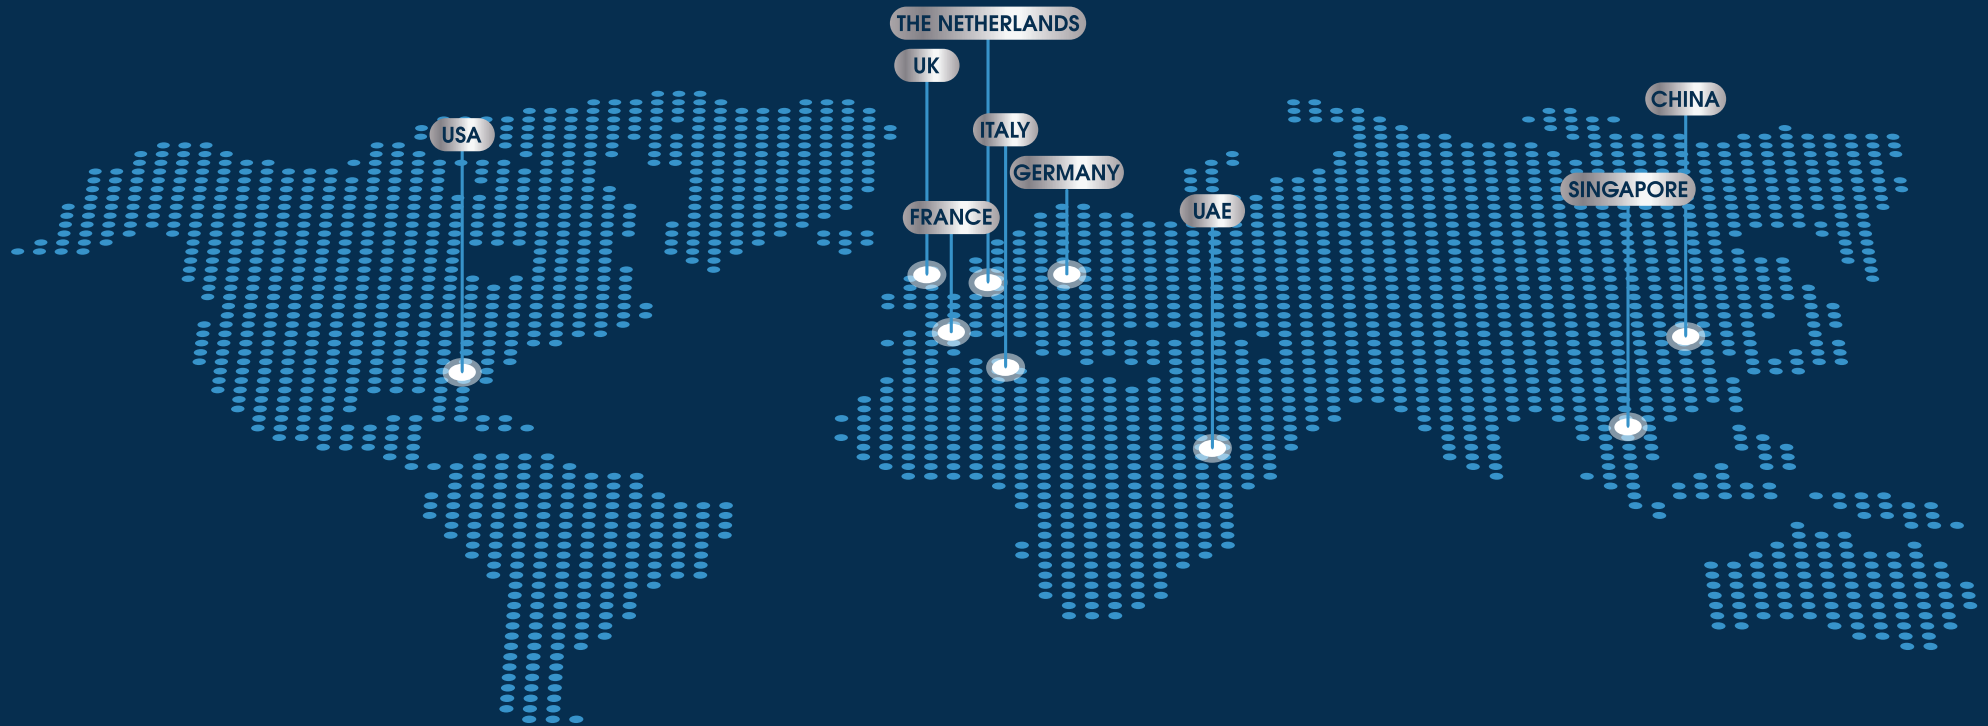 THE NETHERLANDS
UK
CHINA
USA
ITALY
GERMANY
SINGAPORE
FRANCE
UAE